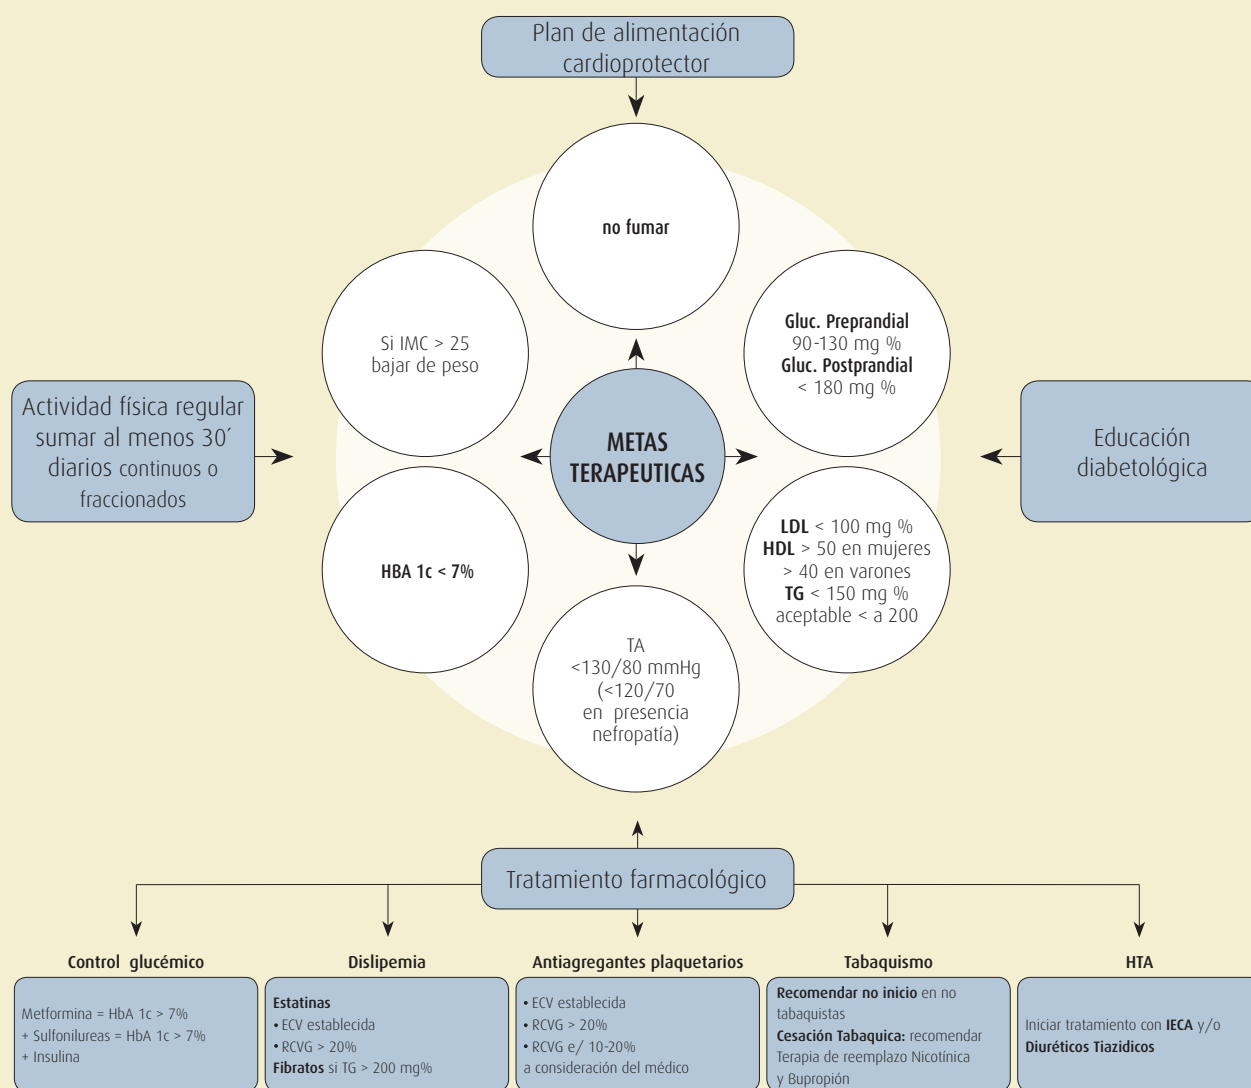 Plan de alimentación
cardioprotector
no fumar
Si IMC > 25
bajar de peso
Gluc. Preprandial
90-130 mg %
Gluc. Postprandial
< 180 mg %
Actividad física regular
sumar al menos 30´
diarios continuos o
fraccionados
METAS
TERAPEUTICAS
Educación
diabetológica
HBA 1c < 7%
LDL < 100 mg %
HDL > 50 en mujeres
> 40 en varones
TG < 150 mg %
aceptable < a 200
TA
<130/80 mmHg
(<120/70
en presencia
nefropatía)
Tratamiento farmacológico
Control glucémico
Metformina = HbA 1c > 7%
+ Sulfonilureas = HbA 1c > 7%
+ Insulina
Dislipemia
Estatinas
• ECV establecida
• RCVG > 20%
Fibratos si TG > 200 mg%
Antiagregantes plaquetarios
• ECV establecida
• RCVG > 20%
• RCVG e/ 10-20%
a consideración del médico
Tabaquismo
Recomendar no inicio en no
tabaquistas
Cesación Tabaquica: recomendar
Terapia de reemplazo Nicotínica
y Bupropión
HTA
Iniciar tratamiento con IECA y/o
Diuréticos Tiazidicos